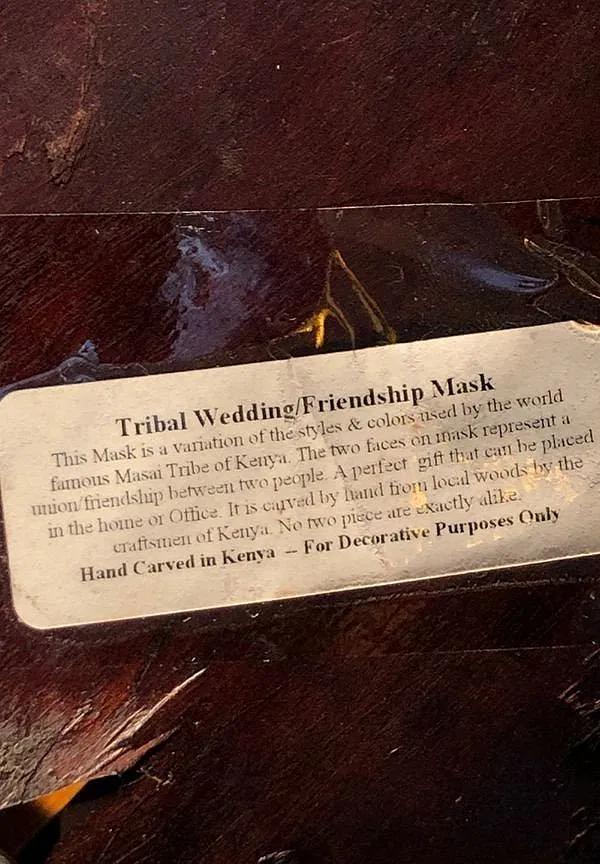 Tribal Wedding/Friendship Mask
This Mask is a variation of the styles & colors used by the world
famous Masai Tribe of Kenya. The two faces on mask represent a
union/friendship between two people. A perfect gift that can be placed
in the home or Office. It is carved by hand from local woods by the
craftsmen of Kenya. No two piece are exactly alike.
Hand Carved in Kenya -- For Decorative Purposes Only